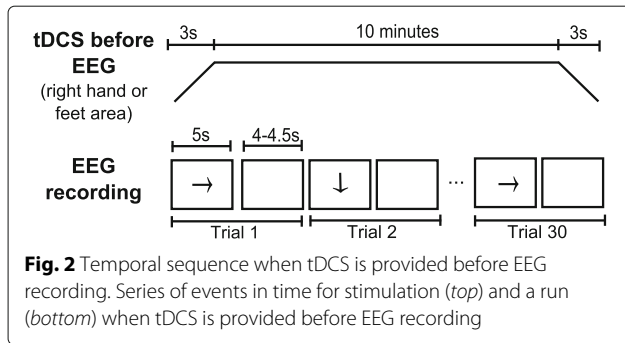 tDCS before
EEG
(right hand or
feet area)
3s
10 minutes
3s
EEG
recording
5s
4-4.5s
→
↓
...
→
Trial 1
Trial 2
Trial 30
Fig. 2 Temporal sequence when tDCS is provided before EEG
recording. Series of events in time for stimulation (top) and a run
(bottom) when tDCS is provided before EEG recording